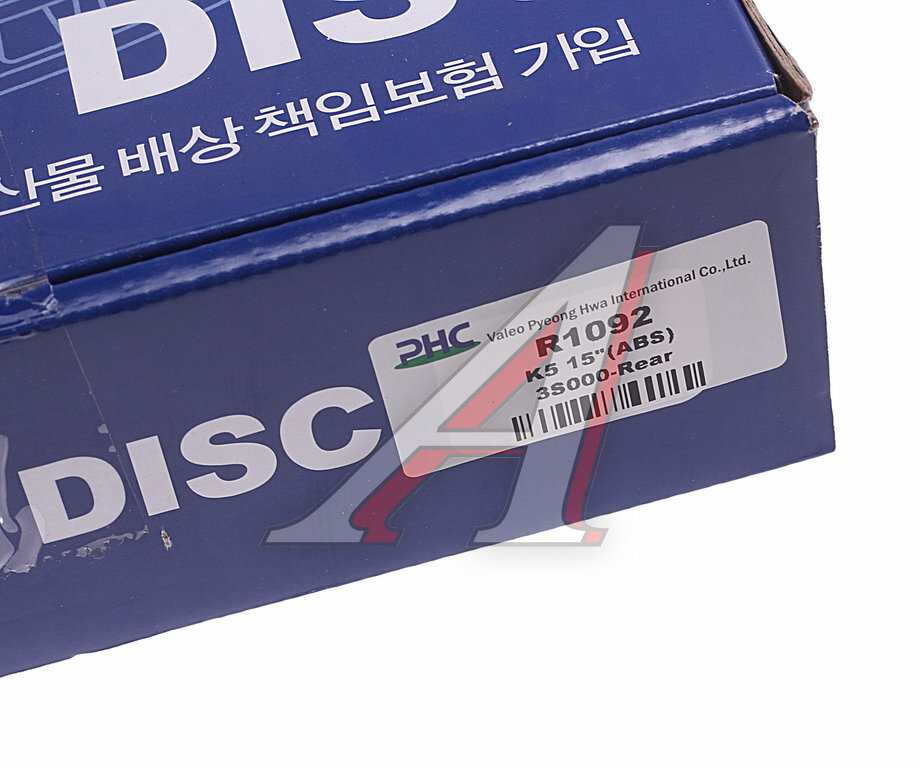 DISC
산물 배상 책임보험 가입
PHC Valeo Pyeong Hwa International Co.,Ltd.
R1092
K5 15"(ABS)
3S000-Rear
DISC